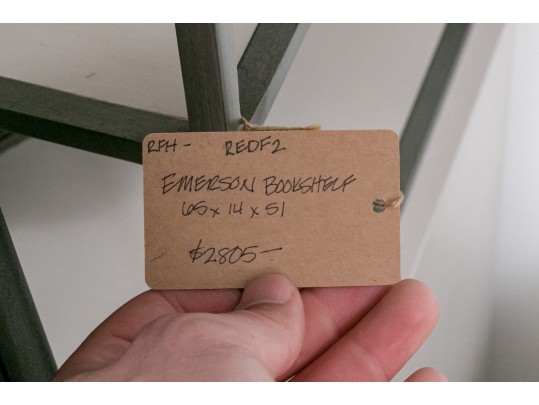 RFH - REDF2
EMERSON BOOKSHELF
65 x 14 x 51
$2805—